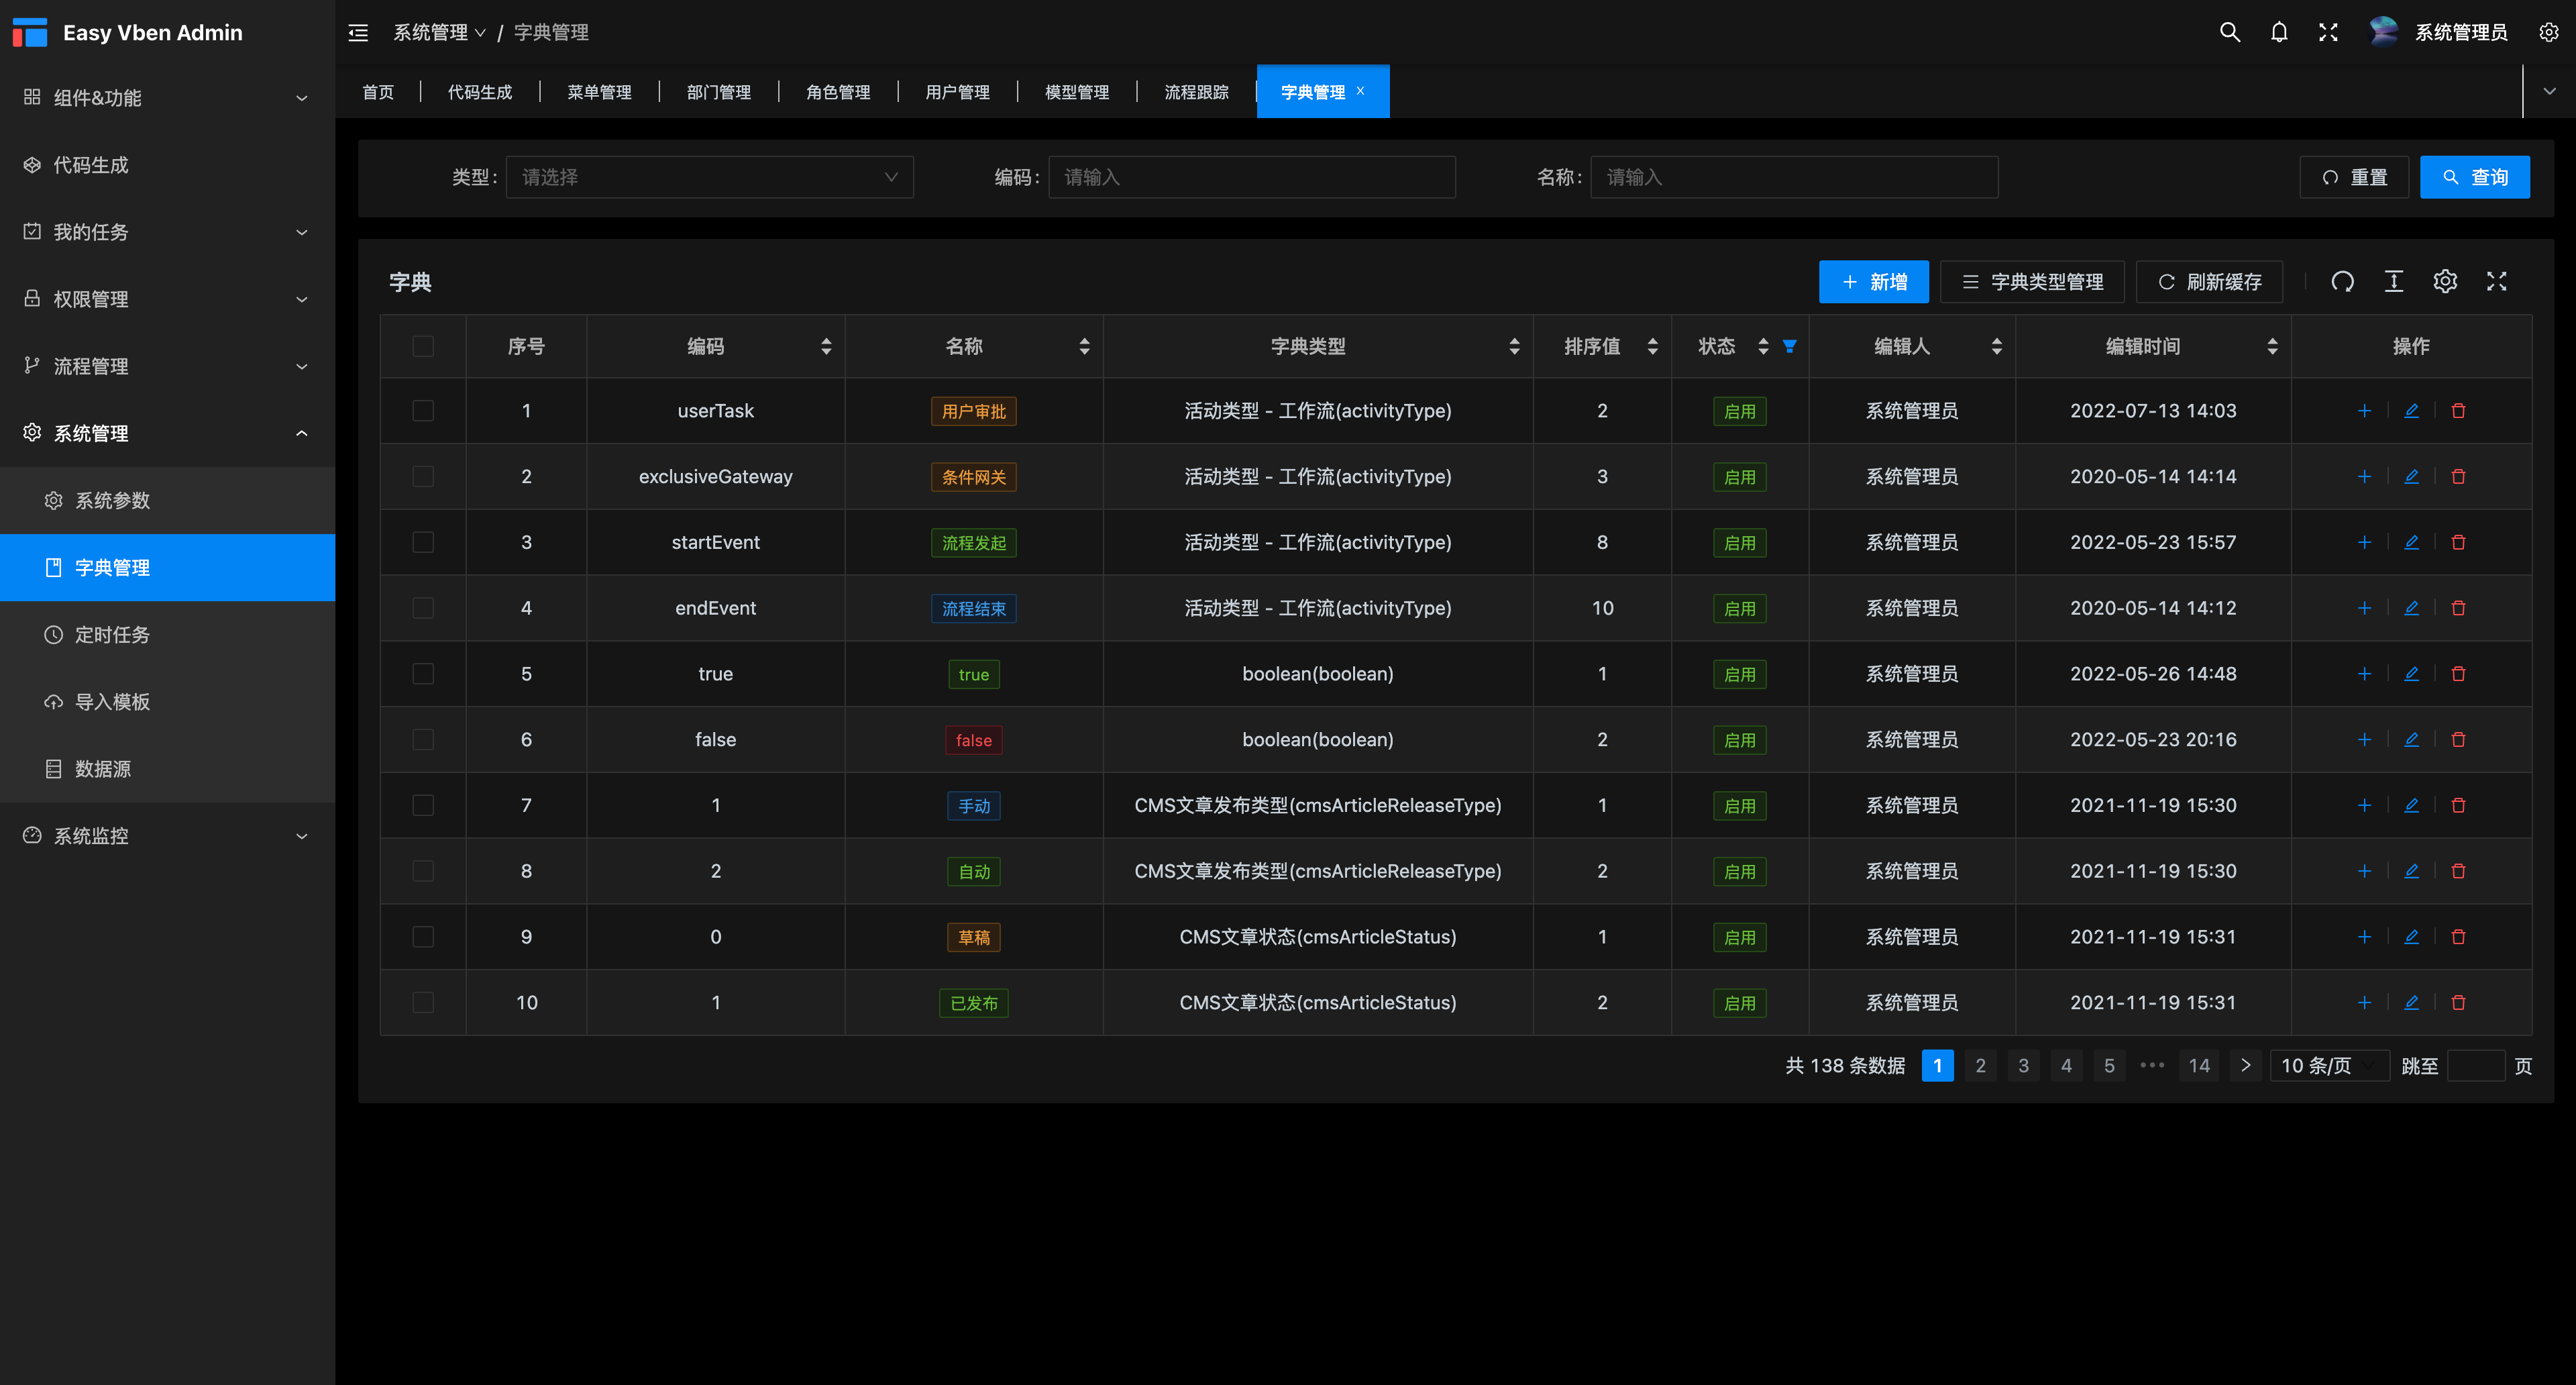 Easy Vben Admin
组件&功能
代码生成
我的任务
权限管理
流程管理
系统管理
系统参数
字典管理
定时任务
导入模板
数据源
系统监控
系统管理 / 字典管理
系统管理员
首页 代码生成 菜单管理 部门管理 角色管理 用户管理 模型管理 流程跟踪 字典管理 ×
类型: 请选择 编码: 请输入 名称: 请输入 重置 查询
字典 新增 字典类型管理 刷新缓存
序号 编码 名称 字典类型 排序值 状态 编辑人 编辑时间 操作
1 userTask 用户审批 活动类型 - 工作流(activityType) 2 启用 系统管理员 2022-07-13 14:03
2 exclusiveGateway 条件网关 活动类型 - 工作流(activityType) 3 启用 系统管理员 2020-05-14 14:14
3 startEvent 流程发起 活动类型 - 工作流(activityType) 8 启用 系统管理员 2022-05-23 15:57
4 endEvent 流程结束 活动类型 - 工作流(activityType) 10 启用 系统管理员 2020-05-14 14:12
5 true true boolean(boolean) 1 启用 系统管理员 2022-05-26 14:48
6 false false boolean(boolean) 2 启用 系统管理员 2022-05-23 20:16
7 1 手动 CMS文章发布类型(cmsArticleReleaseType) 1 启用 系统管理员 2021-11-19 15:30
8 2 自动 CMS文章发布类型(cmsArticleReleaseType) 2 启用 系统管理员 2021-11-19 15:30
9 0 草稿 CMS文章状态(cmsArticleStatus) 1 启用 系统管理员 2021-11-19 15:31
10 1 已发布 CMS文章状态(cmsArticleStatus) 2 启用 系统管理员 2021-11-19 15:31
共 138 条数据 1 2 3 4 5 ••• 14 > 10 条/页 跳至 页